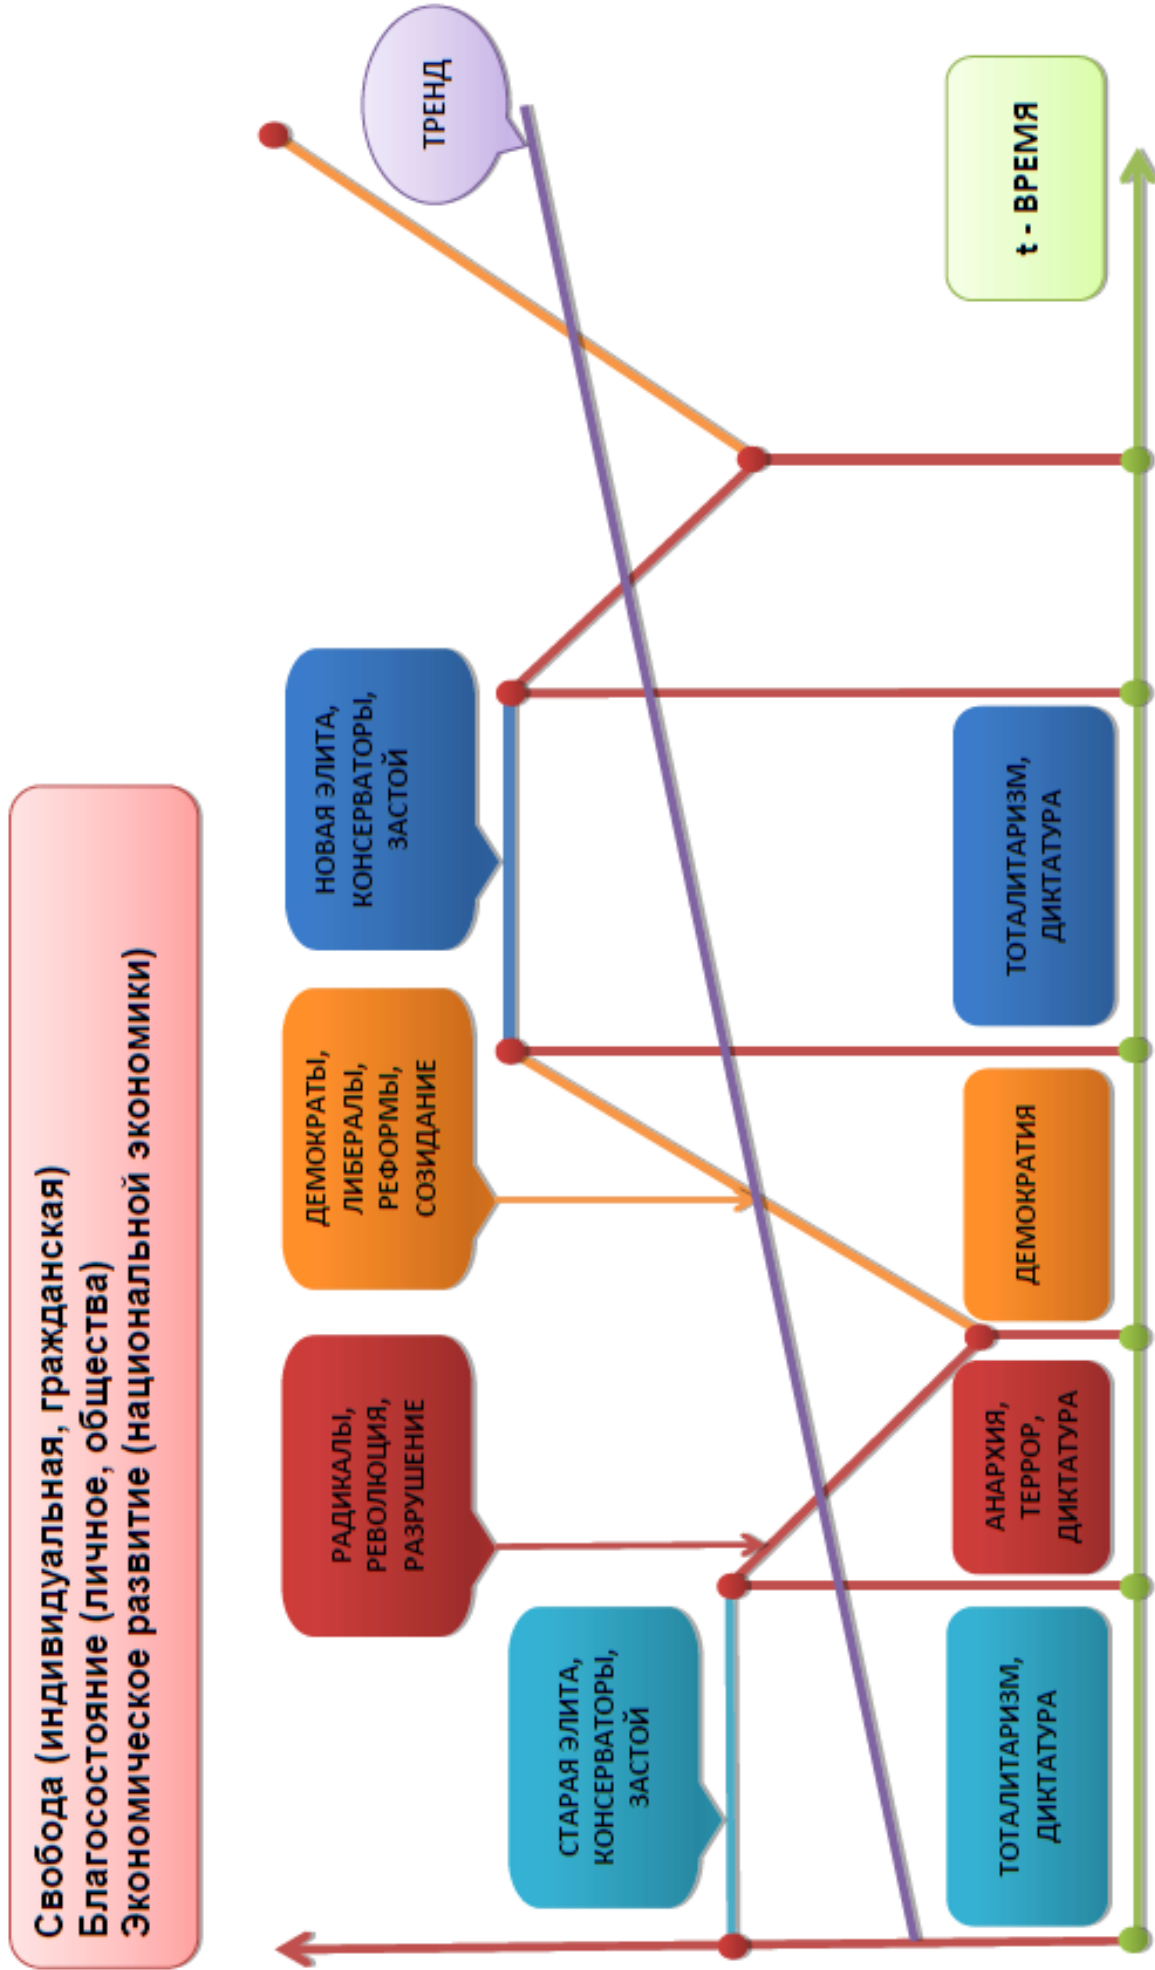 Свобода (индивидуальная, гражданская)
Благосостояние (личное, общества)
Экономическое развитие (национальной экономики)
СТАРАЯ ЭЛИТА,
КОНСЕРВАТОРЫ,
ЗАСТОЙ
РАДИКАЛЫ,
РЕВОЛЮЦИЯ,
РАЗРУШЕНИЕ
ДЕМОКРАТЫ,
ЛИБЕРАЛЫ,
РЕФОРМЫ,
СОЗИДАНИЕ
НОВАЯ ЭЛИТА,
КОНСЕРВАТОРЫ,
ЗАСТОЙ
ТРЕНД
ТОТАЛИТАРИЗМ,
ДИКТАТУРА
АНАРХИЯ,
ТЕРРОР,
ДИКТАТУРА
ДЕМОКРАТИЯ
ТОТАЛИТАРИЗМ,
ДИКТАТУРА
t - ВРЕМЯ